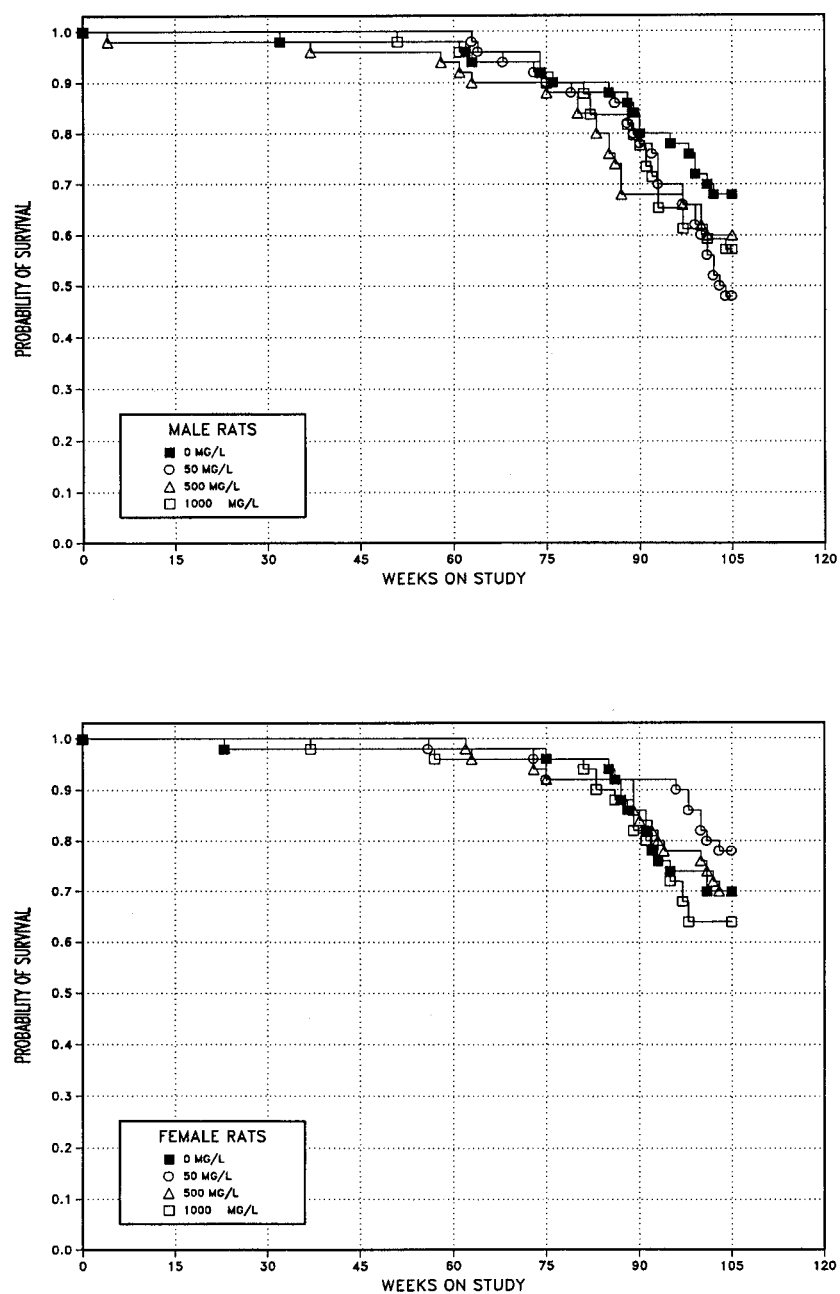 1.0
0.9
0.8
0.7
0.6
0.5
0.4
0.3
0.2
0.1
0.0
PROBABILITY OF SURVIVAL
MALE RATS
0 MG/L
50 MG/L
500 MG/L
1000 MG/L
0 15 30 45 60 75 90 105 120
WEEKS ON STUDY
1.0
0.9
0.8
0.7
0.6
0.5
0.4
0.3
0.2
0.1
0.0
PROBABILITY OF SURVIVAL
FEMALE RATS
0 MG/L
50 MG/L
500 MG/L
1000 MG/L
0 15 30 45 60 75 90 105 120
WEEKS ON STUDY